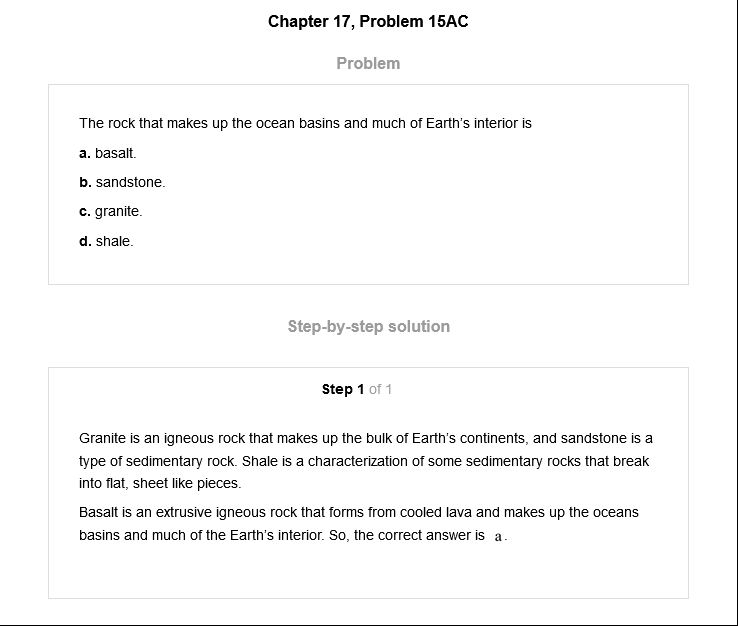 Chapter 17, Problem 15AC
Problem
The rock that makes up the ocean basins and much of Earth's interior is
a. basalt.
b. sandstone.
c. granite.
d. shale.
Step-by-step solution
Step 1 of 1
Granite is an igneous rock that makes up the bulk of Earth's continents, and sandstone is a
type of sedimentary rock. Shale is a characterization of some sedimentary rocks that break
into flat, sheet like pieces.
Basalt is an extrusive igneous rock that forms from cooled lava and makes up the oceans
basins and much of the Earth's interior. So, the correct answer is a.